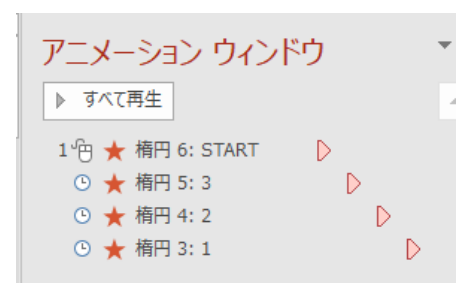 アニメーション ウィンドウ
すべて再生
1 楕円 6: START
楕円 5: 3
楕円 4: 2
楕円 3: 1